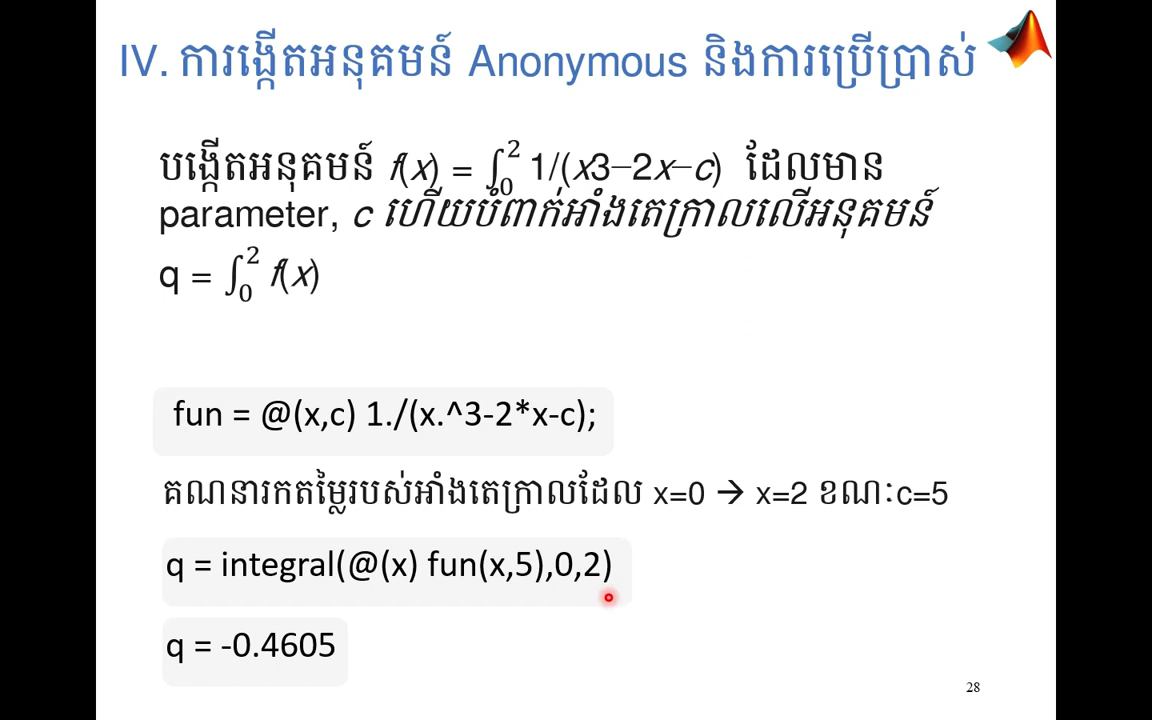 IV. ការង្កើតអនុគមន៍ Anonymous និងការប្រើប្រាស់
បង្កើតអនុគមន៍ f(x) = ∫₀² 1/(x3−2x−c) ដែលមាន
parameter, c ហើយបំពាក់អាំងតេក្រាលលើអនុគមន៍
q = ∫₀² f(x)
fun = @(x,c) 1./(x.^3-2*x-c);
គណនារកតម្លៃរបស់អាំងតេក្រាលដែល x=0 → x=2 ខណៈc=5
q = integral(@(x) fun(x,5),0,2)
q = -0.4605
28